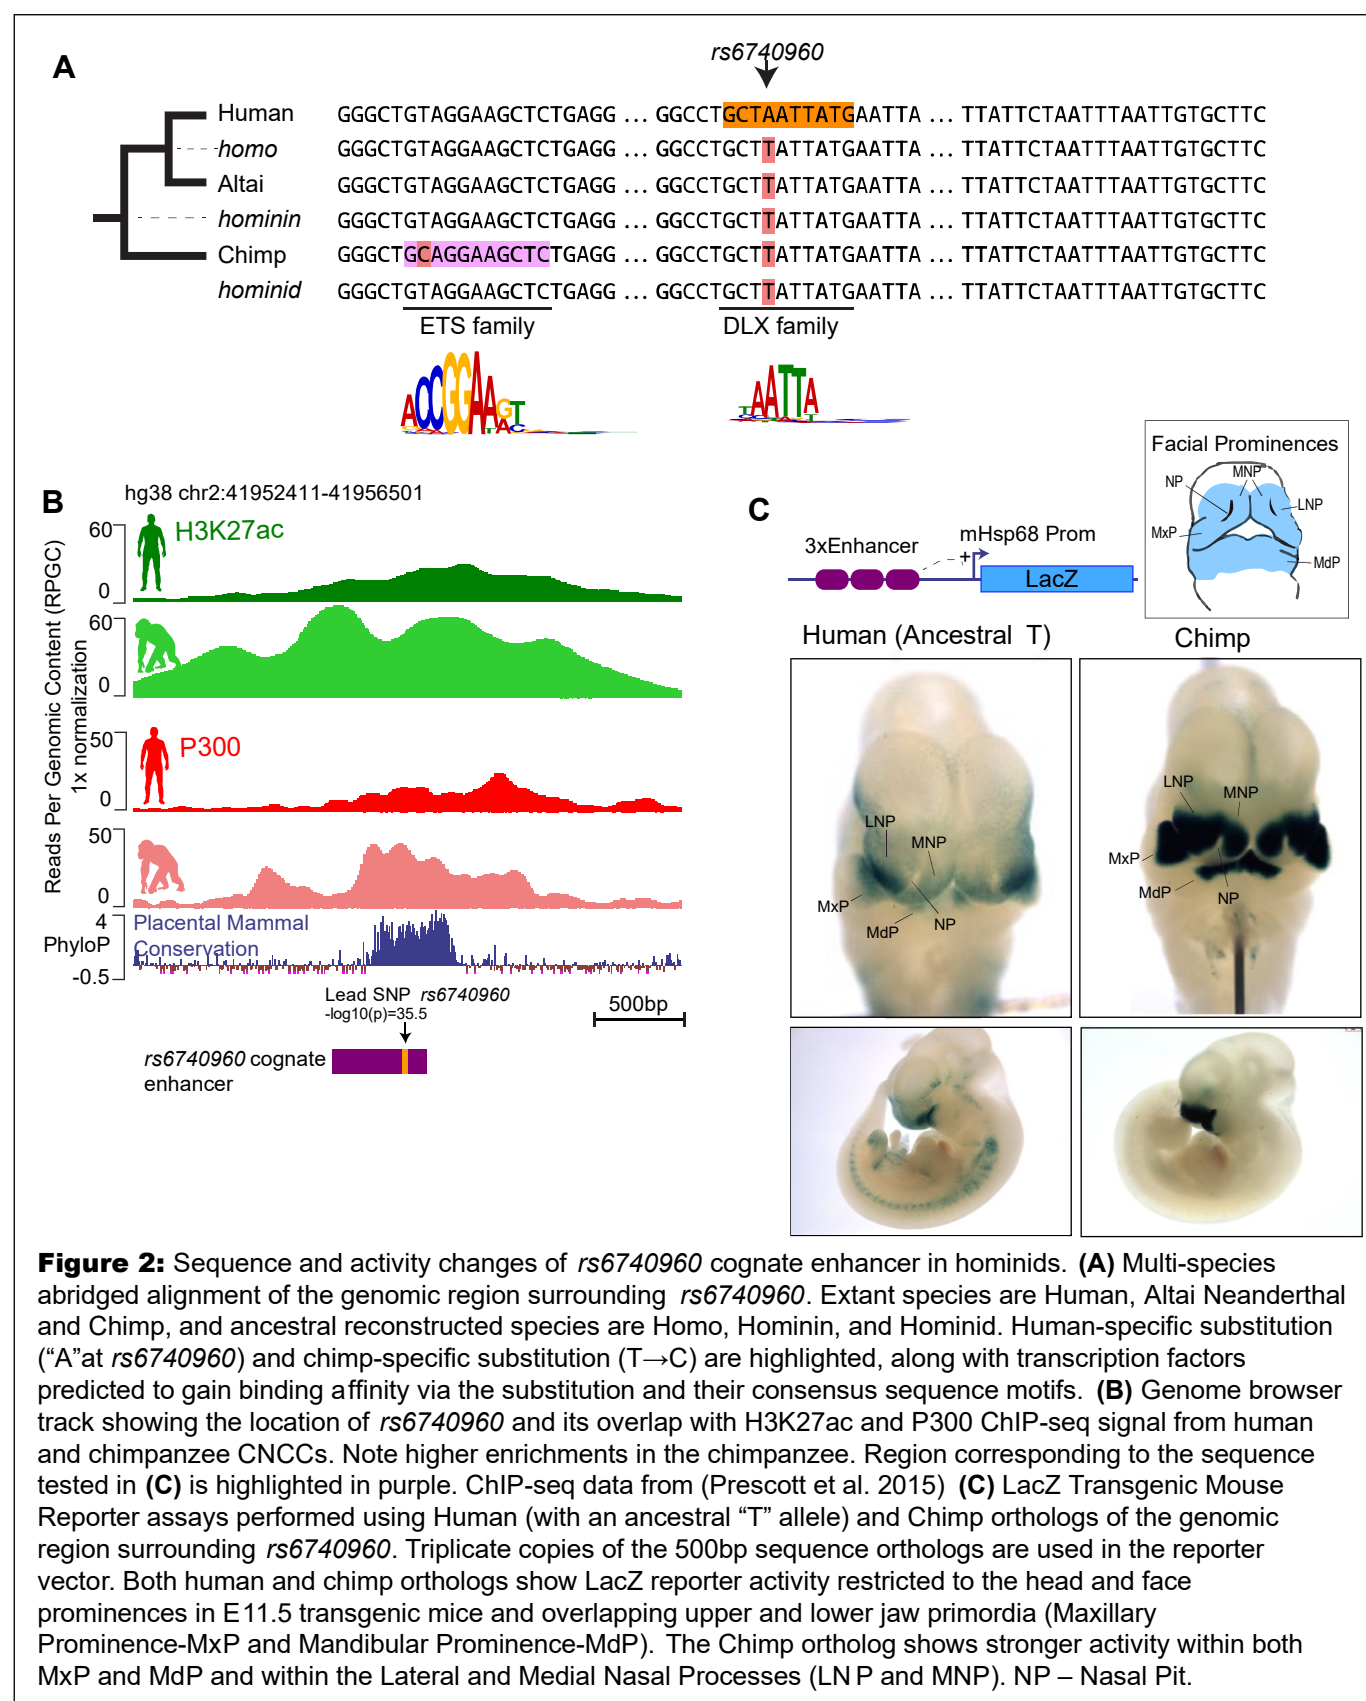 A
rs6740960
Human GGGCTGTAGGAAGCTCTGAGG ... GGCCTGCTAATTATGAATTA ... TTATTCTAATTTAATTGTGCTTC
homo GGGCTGTAGGAAGCTCTGAGG ... GGCCTGCTTATTATGAATTA ... TTATTCTAATTTAATTGTGCTTC
Altai GGGCTGTAGGAAGCTCTGAGG ... GGCCTGCTTATTATGAATTA ... TTATTCTAATTTAATTGTGCTTC
hominin GGGCTGTAGGAAGCTCTGAGG ... GGCCTGCTTATTATGAATTA ... TTATTCTAATTTAATTGTGCTTC
Chimp GGGCTGCAGGAAGCTCTGAGG ... GGCCTGCTTATTATGAATTA ... TTATTCTAATTTAATTGTGCTTC
hominid GGGCTGTAGGAAGCTCTGAGG ... GGCCTGCTTATTATGAATTA ... TTATTCTAATTTAATTGTGCTTC
ETS family DLX family
ACCGGAAGT
TAATTA
B
hg38 chr2:41952411-41956501
Reads Per Genomic Content (RPGC)
1x normalization
60
H3K27ac
0
60
0
50
P300
0
50
0
4
Placental Mammal
Conservation
PhyloP
-0.5
Lead SNP rs6740960
-log10(p)=35.5
500bp
rs6740960 cognate
enhancer
C
3xEnhancer
+
mHsp68 Prom
LacZ
Facial Prominences
NP
MNP
LNP
MxP
MdP
Human (Ancestral T)
LNP
MNP
MxP
MdP
NP
Chimp
LNP
MNP
MxP
MdP
NP
Figure 2: Sequence and activity changes of rs6740960 cognate enhancer in hominids. (A) Multi-species
abridged alignment of the genomic region surrounding rs6740960. Extant species are Human, Altai Neanderthal
and Chimp, and ancestral reconstructed species are Homo, Hominin, and Hominid. Human-specific substitution
(“A”at rs6740960) and chimp-specific substitution (T→C) are highlighted, along with transcription factors
predicted to gain binding affinity via the substitution and their consensus sequence motifs. (B) Genome browser
track showing the location of rs6740960 and its overlap with H3K27ac and P300 ChIP-seq signal from human
and chimpanzee CNCCs. Note higher enrichments in the chimpanzee. Region corresponding to the sequence
tested in (C) is highlighted in purple. ChIP-seq data from (Prescott et al. 2015) (C) LacZ Transgenic Mouse
Reporter assays performed using Human (with an ancestral “T” allele) and Chimp orthologs of the genomic
region surrounding rs6740960. Triplicate copies of the 500bp sequence orthologs are used in the reporter
vector. Both human and chimp orthologs show LacZ reporter activity restricted to the head and face
prominences in E11.5 transgenic mice and overlapping upper and lower jaw primordia (Maxillary
Prominence-MxP and Mandibular Prominence-MdP). The Chimp ortholog shows stronger activity within both
MxP and MdP and within the Lateral and Medial Nasal Processes (LNP and MNP). NP – Nasal Pit.